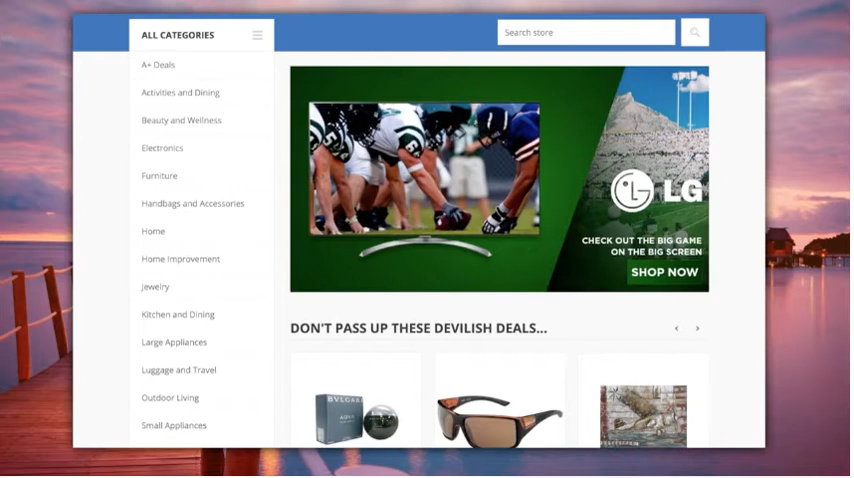 ALL CATEGORIES
Search store
A+ Deals
Activities and Dining
Beauty and Wellness
Electronics
Furniture
Handbags and Accessories
Home
Home Improvement
Jewelry
Kitchen and Dining
Large Appliances
Luggage and Travel
Outdoor Living
Small Appliances
LG
LG
CHECK OUT THE BIG GAME
ON THE BIG SCREEN
SHOP NOW
DON'T PASS UP THESE DEVILISH DEALS...
BVLGARI